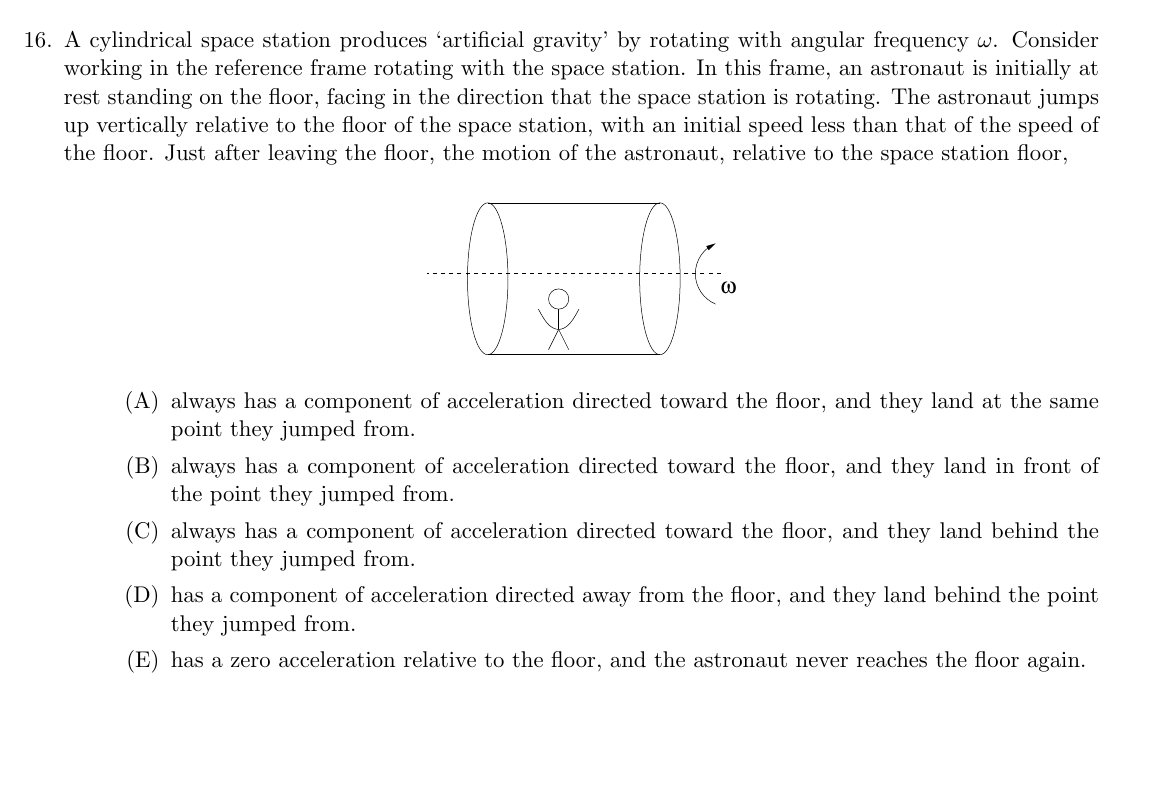 16. A cylindrical space station produces ‘artificial gravity’ by rotating with angular frequency ω. Consider
working in the reference frame rotating with the space station. In this frame, an astronaut is initially at
rest standing on the floor, facing in the direction that the space station is rotating. The astronaut jumps
up vertically relative to the floor of the space station, with an initial speed less than that of the speed of
the floor. Just after leaving the floor, the motion of the astronaut, relative to the space station floor,
ω
(A) always has a component of acceleration directed toward the floor, and they land at the same
point they jumped from.
(B) always has a component of acceleration directed toward the floor, and they land in front of
the point they jumped from.
(C) always has a component of acceleration directed toward the floor, and they land behind the
point they jumped from.
(D) has a component of acceleration directed away from the floor, and they land behind the point
they jumped from.
(E) has a zero acceleration relative to the floor, and the astronaut never reaches the floor again.